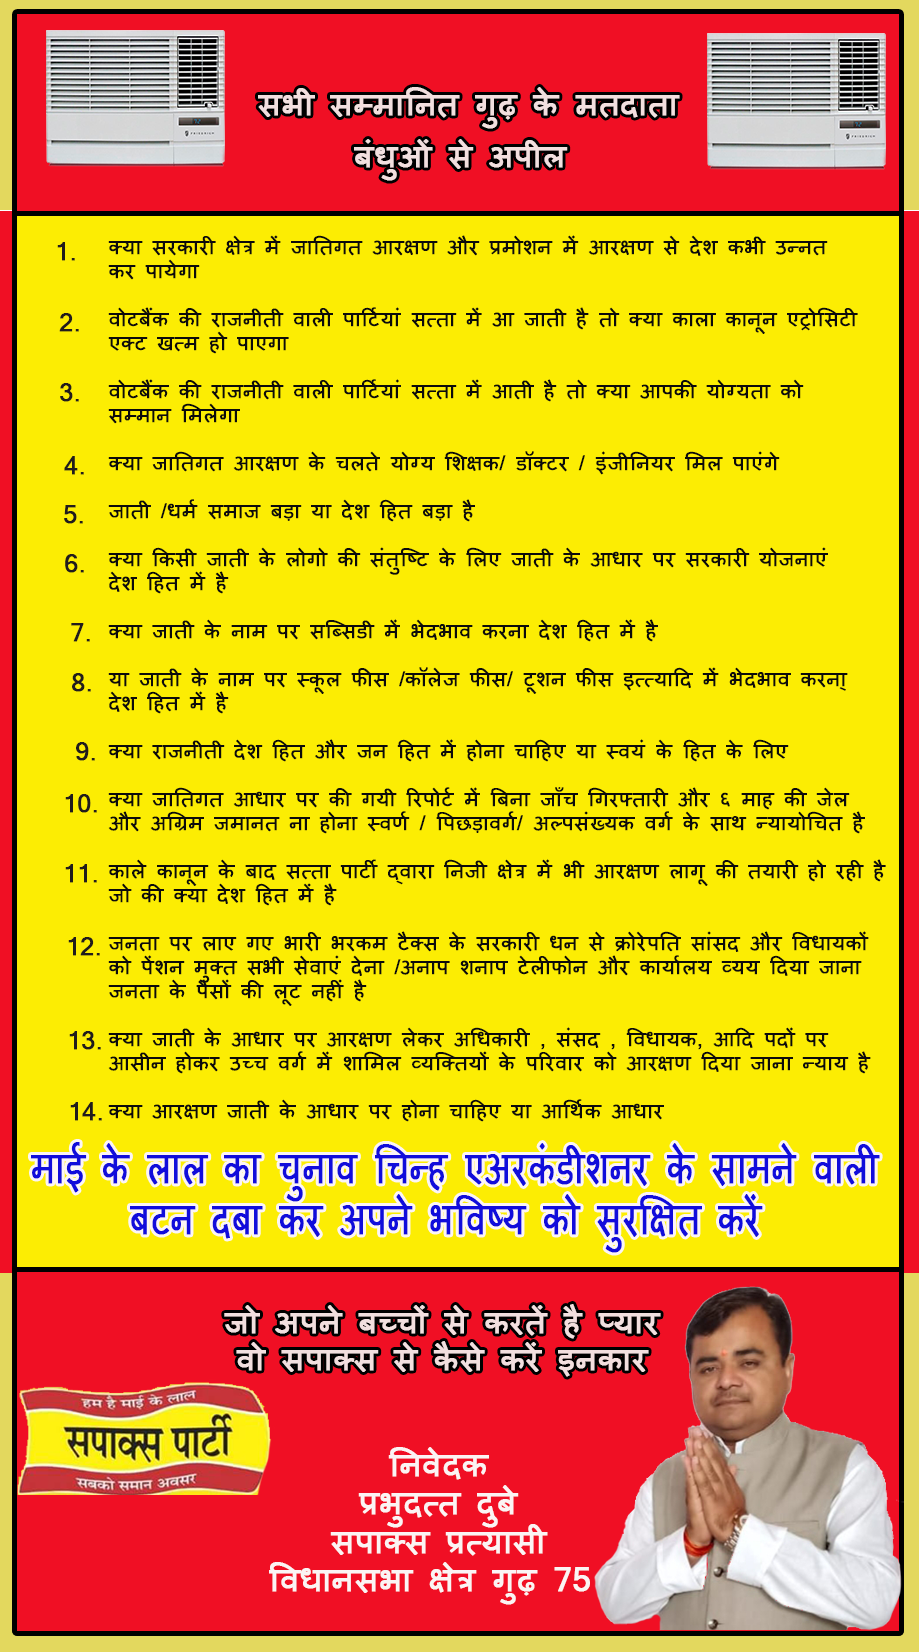 सभी सम्मानित गुढ़ के मतदाता
बंधुओं से अपील
1. क्या सरकारी क्षेत्र में जातिगत आरक्षण और प्रमोशन में आरक्षण से देश कभी उन्नत
कर पायेगा
2. वोटबैंक की राजनीती वाली पार्टियां सत्ता में आ जाती है तो क्या काला कानून एट्रोसिटी
एक्ट खत्म हो पाएगा
3. वोटबैंक की राजनीती वाली पार्टियां सत्ता में आती है तो क्या आपकी योग्यता को
सम्मान मिलेगा
4. क्या जातिगत आरक्षण के चलते योग्य शिक्षक/ डॉक्टर / इंजीनियर मिल पाएंगे
5. जाती /धर्म समाज बड़ा या देश हित बड़ा है
6. क्या किसी जाती के लोगो की संतुष्टि के लिए जाती के आधार पर सरकारी योजनाएं
देश हित में है
7. क्या जाती के नाम पर सब्सिडी में भेदभाव करना देश हित में है
8. या जाती के नाम पर स्कूल फीस /कॉलेज फीस/ टूशन फीस इत्त्यादि में भेदभाव करना्
देश हित में है
9. क्या राजनीती देश हित और जन हित में होना चाहिए या स्वयं के हित के लिए
10. क्या जातिगत आधार पर की गयी रिपोर्ट में बिना जाँच गिरफ्तारी और ६ माह की जेल
और अग्रिम जमानत ना होना स्वर्ण / पिछड़ावर्ग/ अल्पसंख्यक वर्ग के साथ न्यायोचित है
11. काले कानून के बाद सत्ता पार्टी द्वारा निजी क्षेत्र में भी आरक्षण लागू की तयारी हो रही है
जो की क्या देश हित में है
12. जनता पर लाए गए भारी भरकम टैक्स के सरकारी धन से क्रोरेपति सांसद और विधायकों
को पेंशन मुक्त सभी सेवाएं देना /अनाप शनाप टेलीफोन और कार्यालय व्यय दिया जाना
जनता के पैसों की लूट नहीं है
13. क्या जाती के आधार पर आरक्षण लेकर अधिकारी , संसद , विधायक, आदि पदों पर
आसीन होकर उच्च वर्ग में शामिल व्यक्तियों के परिवार को आरक्षण दिया जाना न्याय है
14. क्या आरक्षण जाती के आधार पर होना चाहिए या आर्थिक आधार
माई के लाल का चुनाव चिन्ह एअरकंडीशनर के सामने वाली
बटन दबा कर अपने भविष्य को सुरक्षित करें
जो अपने बच्चों से करतें है प्यार
वो सपाक्स से कैसे करें इनकार
हम है माई के लाल
सपाक्स पार्टी
सबको समान अवसर
निवेदक
प्रभुदत्त दुबे
सपाक्स प्रत्यासी
विधानसभा क्षेत्र गुढ़ 75